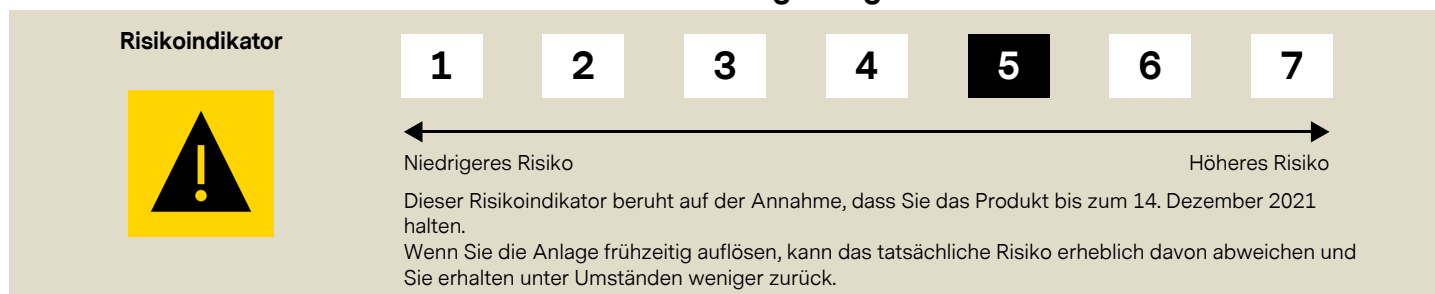 Risikoindikator
1 2 3 4 5 6 7
Niedrigeres Risiko Höheres Risiko
Dieser Risikoindikator beruht auf der Annahme, dass Sie das Produkt bis zum 14. Dezember 2021
halten.
Wenn Sie die Anlage frühzeitig auflösen, kann das tatsächliche Risiko erheblich davon abweichen und
Sie erhalten unter Umständen weniger zurück.